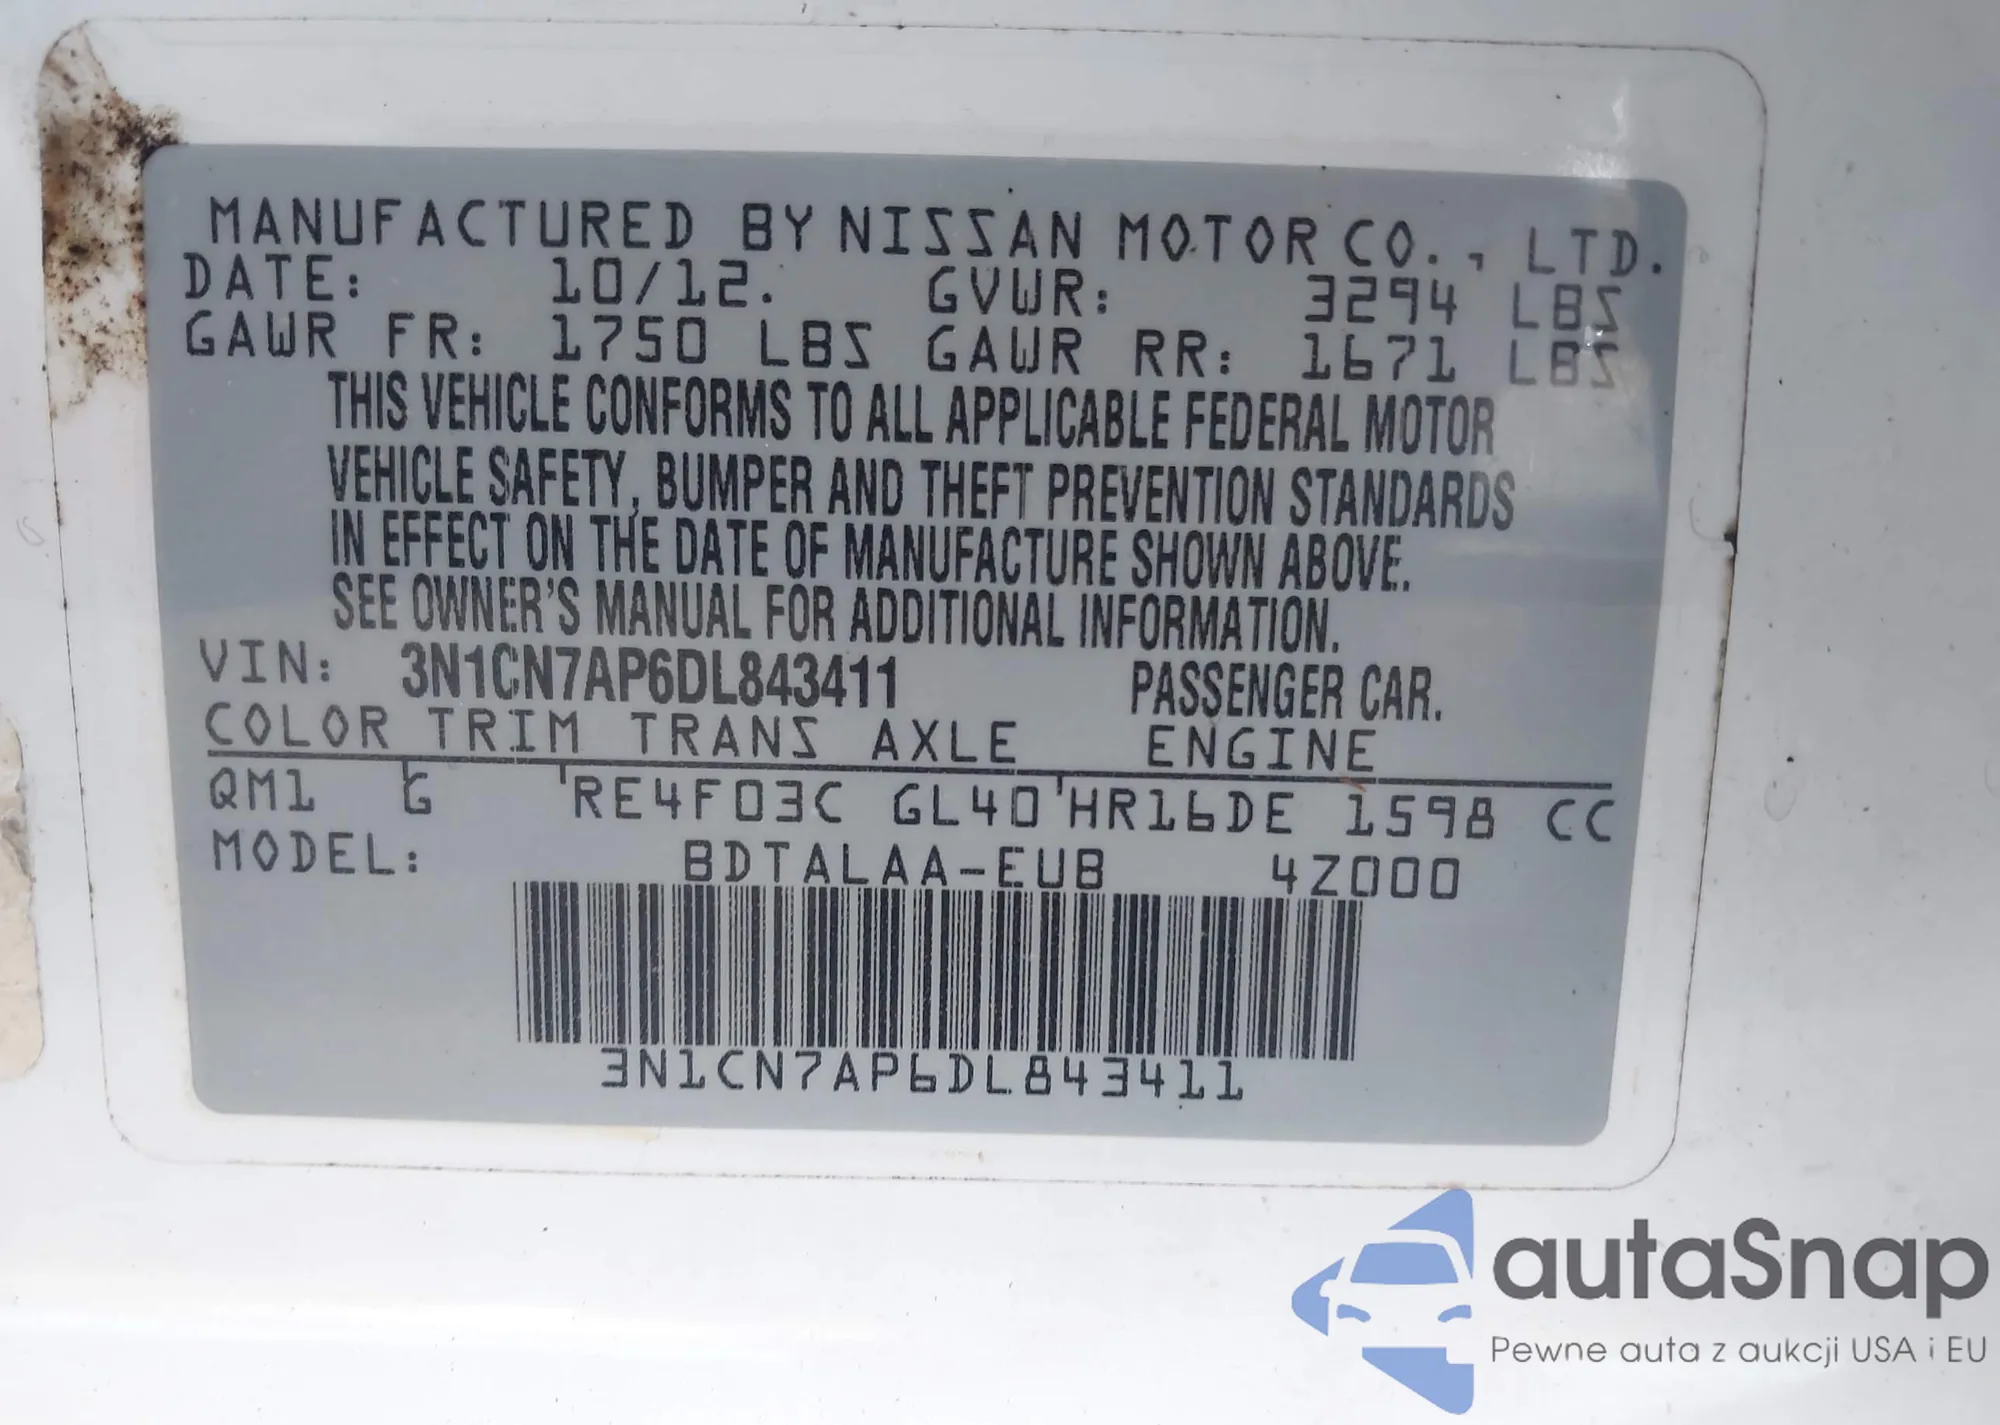 MANUFACTURED BY NISSAN MOTOR CO., LTD.
DATE: 10/12. GVWR: 3294 LBS
GAWR FR: 1750 LBS GAWR RR: 1671 LBS
THIS VEHICLE CONFORMS TO ALL APPLICABLE FEDERAL MOTOR
VEHICLE SAFETY, BUMPER AND THEFT PREVENTION STANDARDS
IN EFFECT ON THE DATE OF MANUFACTURE SHOWN ABOVE.
SEE OWNER'S MANUAL FOR ADDITIONAL INFORMATION.
VIN: 3N1CN7AP6DL843411 PASSENGER CAR.
COLOR TRIM TRANS AXLE ENGINE
QM1 G RE4F03C GL40 HR16DE 1598 CC
MODEL: BDTALAA-EUB 4Z000
3N1CN7AP6DL843411
autaSnap
Pewne auta z aukcji USA i EU